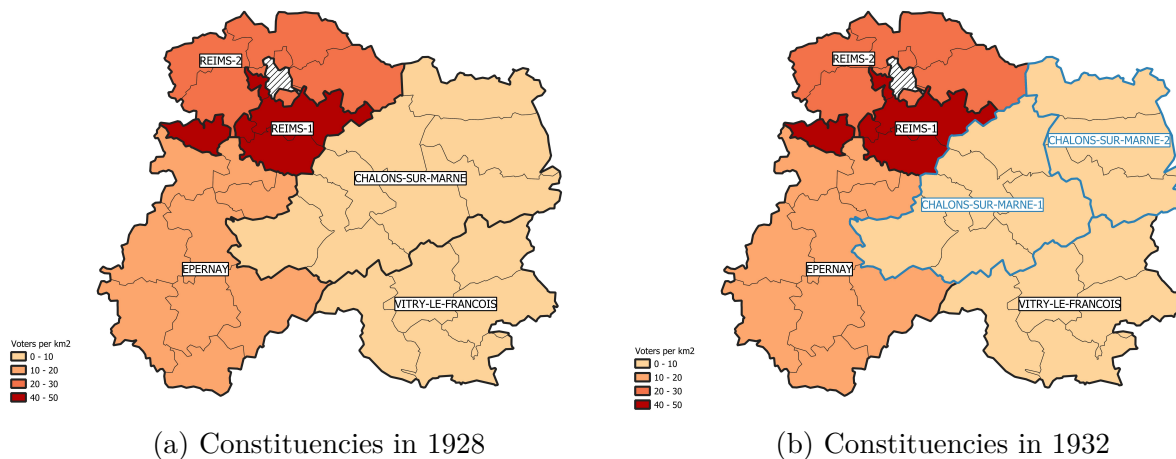 REIMS-2
REIMS-1
CHALONS-SUR-MARNE
EPERNAY
VITRY-LE-FRANCOIS
Voters per km2
0 - 10
10 - 20
20 - 30
40 - 50
(a) Constituencies in 1928
REIMS-2
REIMS-1
CHALONS-SUR-MARNE-2
CHALONS-SUR-MARNE-1
EPERNAY
VITRY-LE-FRANCOIS
Voters per km2
0 - 10
10 - 20
20 - 30
40 - 50
(b) Constituencies in 1932